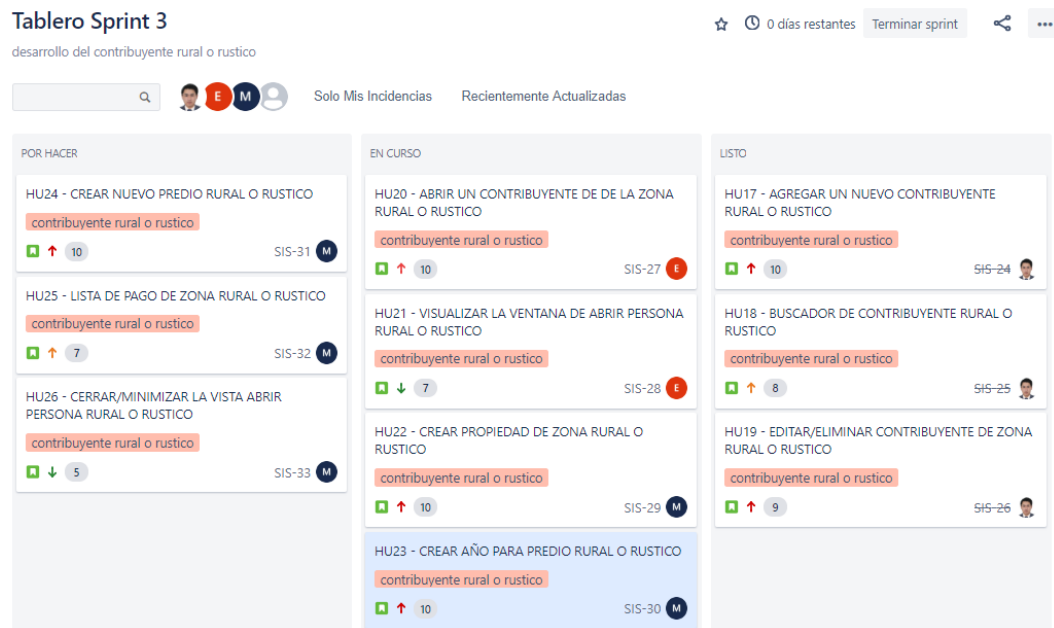 Tablero Sprint 3
0 días restantes
Terminar sprint
desarrollo del contribuyente rural o rustico
E
M
Solo Mis Incidencias
Recientemente Actualizadas
POR HACER
HU24 - CREAR NUEVO PREDIO RURAL O RUSTICO
contribuyente rural o rustico
10
SIS-31
M
HU25 - LISTA DE PAGO DE ZONA RURAL O RUSTICO
contribuyente rural o rustico
7
SIS-32
M
HU26 - CERRAR/MINIMIZAR LA VISTA ABRIR
PERSONA RURAL O RUSTICO
contribuyente rural o rustico
5
SIS-33
M
EN CURSO
HU20 - ABRIR UN CONTRIBUYENTE DE DE LA ZONA
RURAL O RUSTICO
contribuyente rural o rustico
10
SIS-27
E
HU21 - VISUALIZAR LA VENTANA DE ABRIR PERSONA
RURAL O RUSTICO
contribuyente rural o rustico
7
SIS-28
E
HU22 - CREAR PROPIEDAD DE ZONA RURAL O
RUSTICO
contribuyente rural o rustico
10
SIS-29
M
HU23 - CREAR AÑO PARA PREDIO RURAL O RUSTICO
contribuyente rural o rustico
10
SIS-30
M
LISTO
HU17 - AGREGAR UN NUEVO CONTRIBUYENTE
RURAL O RUSTICO
contribuyente rural o rustico
10
SIS-24
HU18 - BUSCADOR DE CONTRIBUYENTE RURAL O
RUSTICO
contribuyente rural o rustico
8
SIS-25
HU19 - EDITAR/ELIMINAR CONTRIBUYENTE DE ZONA
RURAL O RUSTICO
contribuyente rural o rustico
9
SIS-26